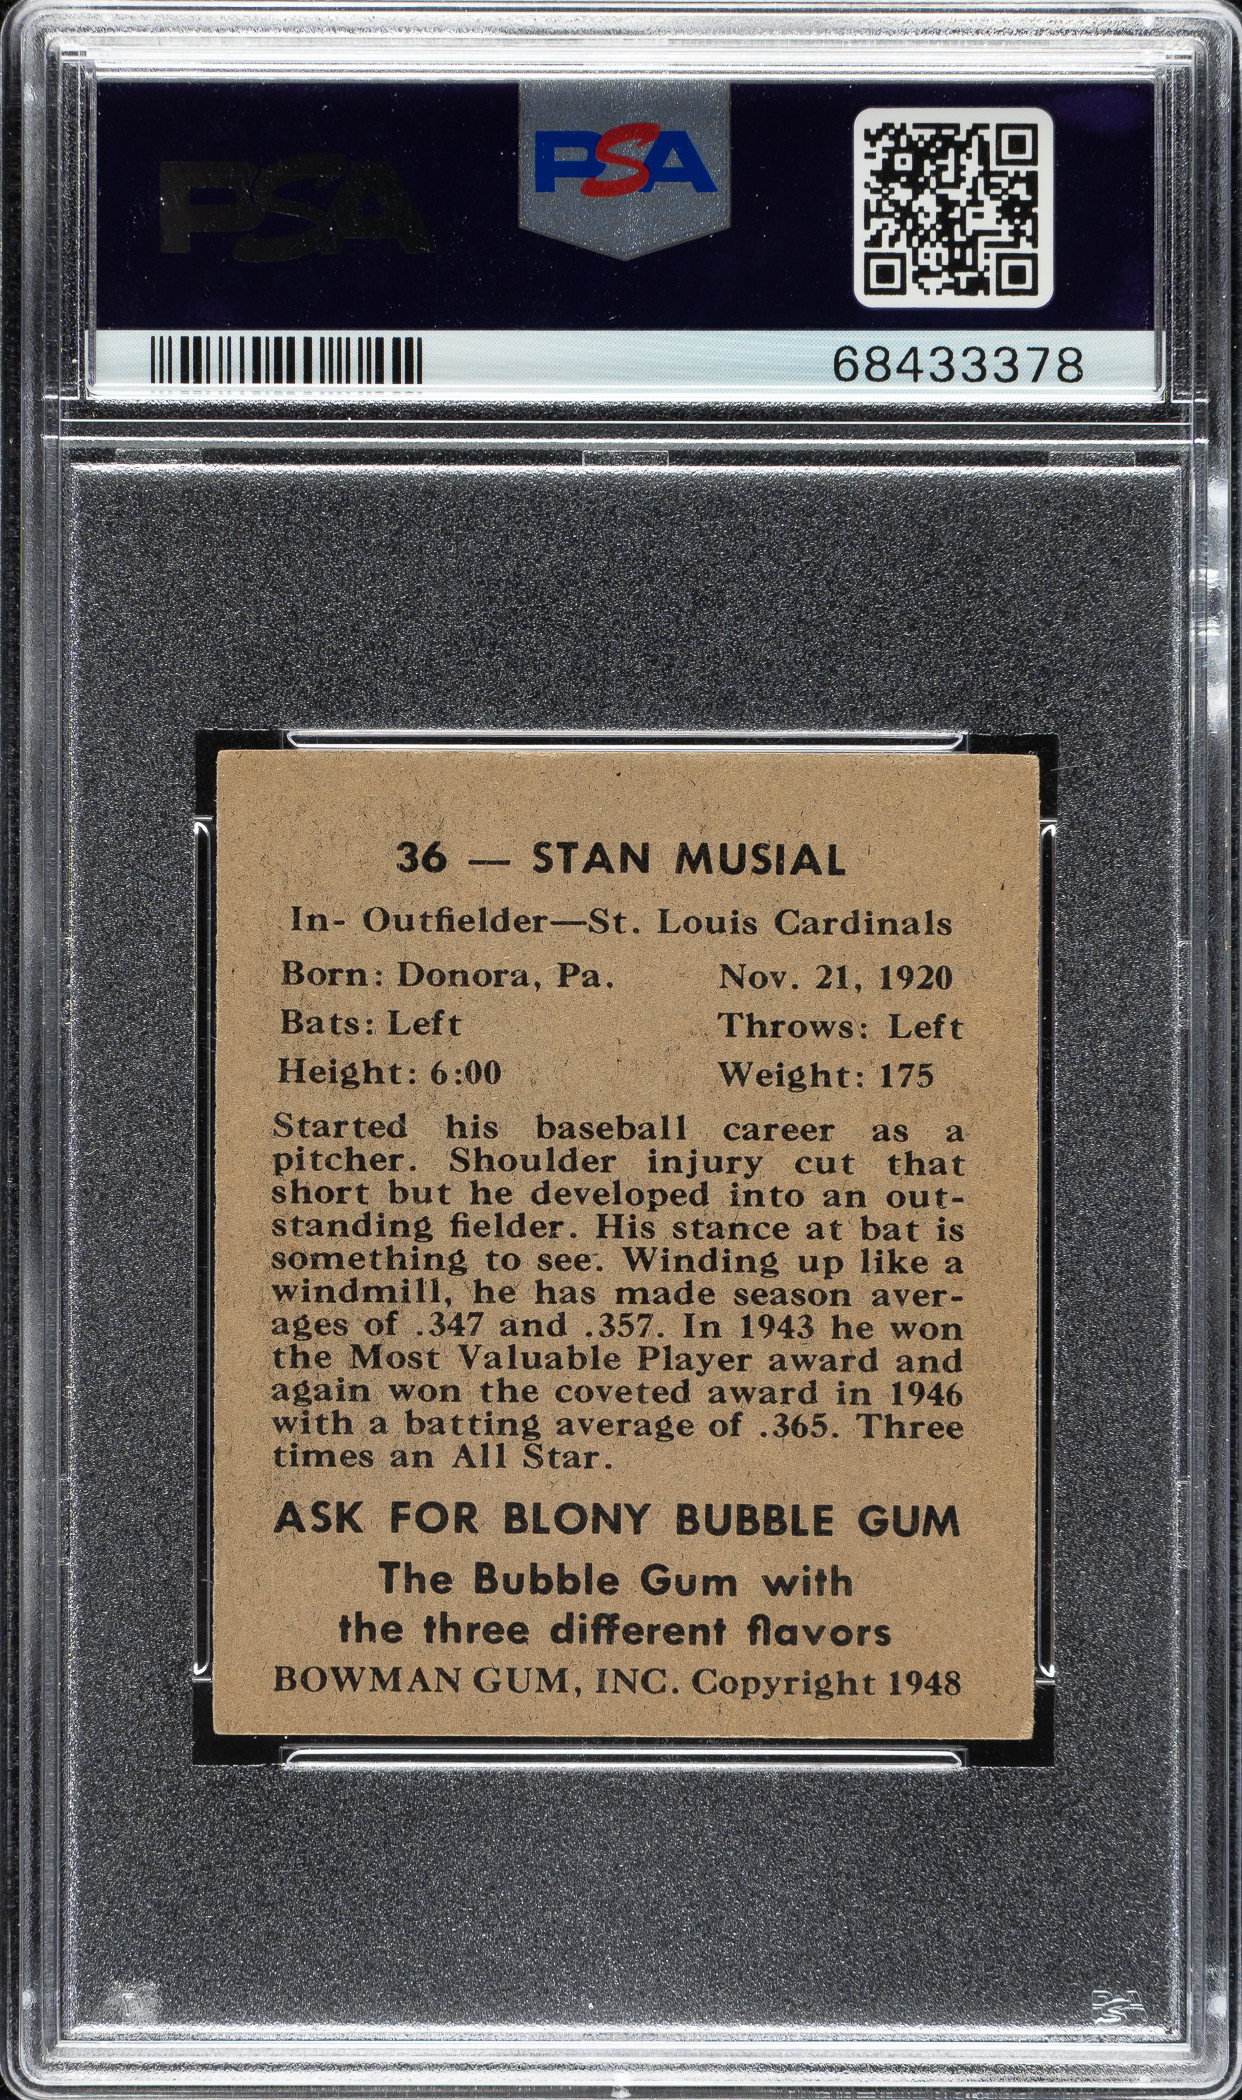 PSA
PSA
68433378
36 — STAN MUSIAL
In- Outfielder—St. Louis Cardinals
Born: Donora, Pa. Nov. 21, 1920
Bats: Left Throws: Left
Height: 6:00 Weight: 175
Started his baseball career as a
pitcher. Shoulder injury cut that
short but he developed into an out-
standing fielder. His stance at bat is
something to see. Winding up like a
windmill, he has made season aver-
ages of .347 and .357. In 1943 he won
the Most Valuable Player award and
again won the coveted award in 1946
with a batting average of .365. Three
times an All Star.
ASK FOR BLONY BUBBLE GUM
The Bubble Gum with
the three different flavors
BOWMAN GUM, INC. Copyright 1948
PSA